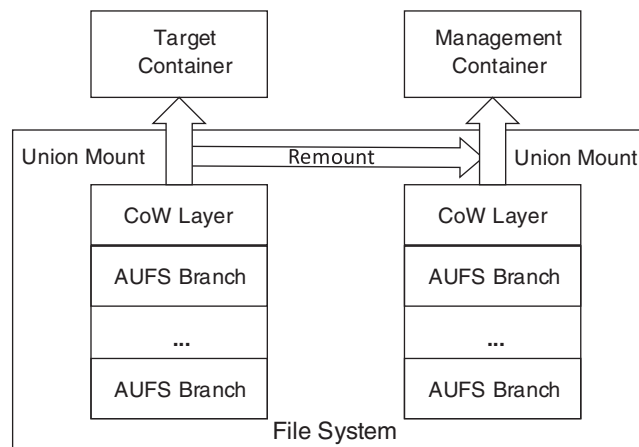 Target
Container
Management
Container
Union Mount
Remount
Union Mount
CoW Layer
CoW Layer
AUFS Branch
AUFS Branch
...
...
AUFS Branch
AUFS Branch
File System